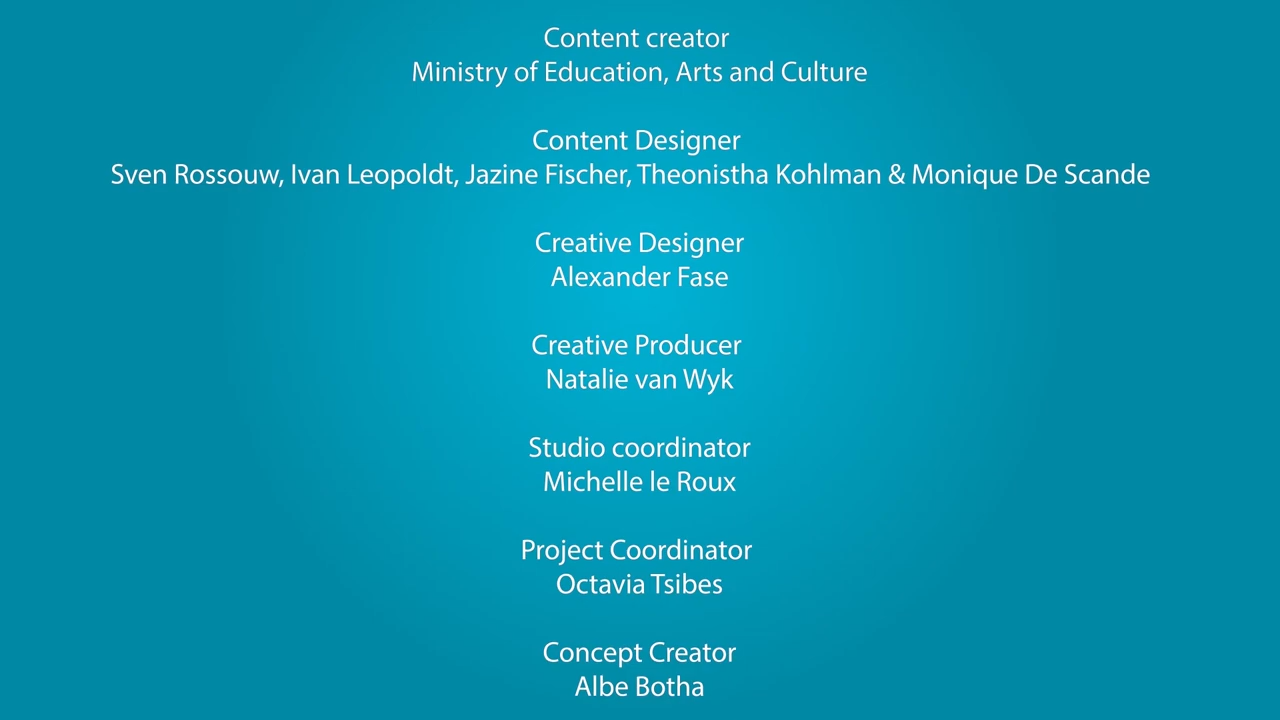 Content creator
Ministry of Education, Arts and Culture
Content Designer
Sven Rossouw, Ivan Leopoldt, Jazine Fischer, Theonistha Kohlman & Monique De Scande
Creative Designer
Alexander Fase
Creative Producer
Natalie van Wyk
Studio coordinator
Michelle le Roux
Project Coordinator
Octavia Tsibes
Concept Creator
Albe Botha